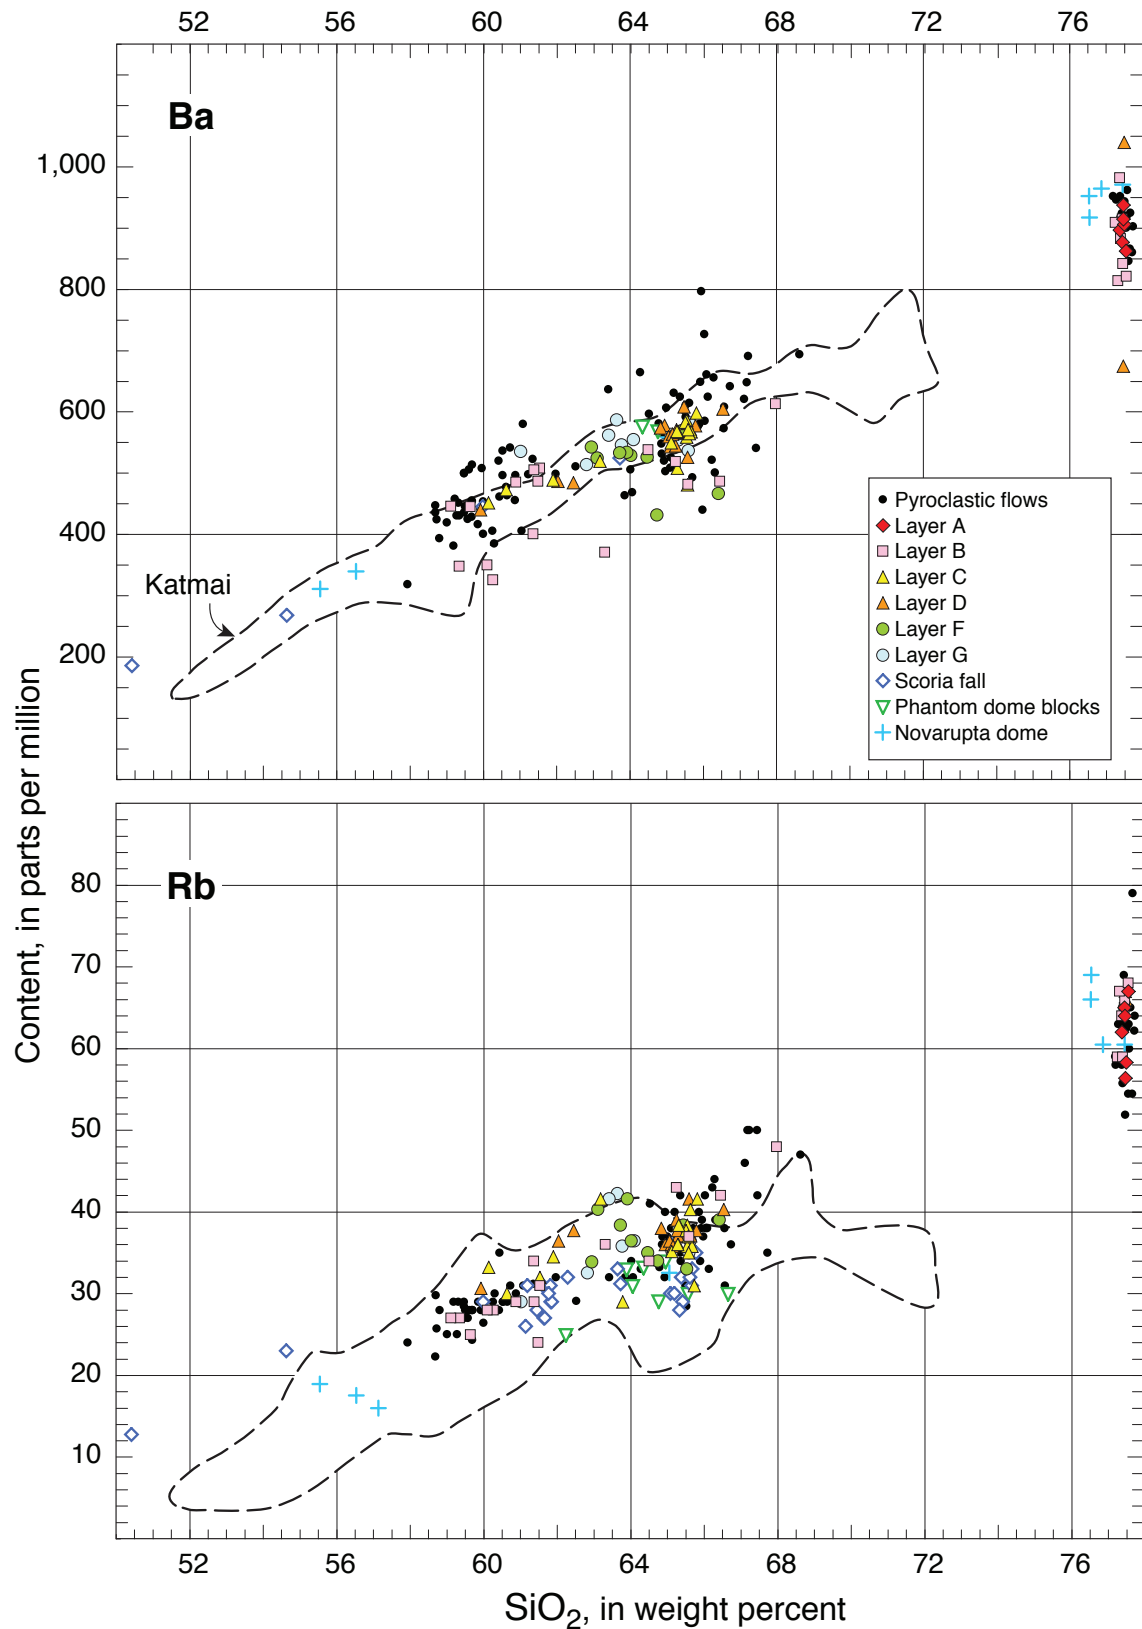 56 60 64 68 72 76
52
Ba
1,000
800
600
400
200
Katmai
Pyroclastic flows
Layer A
Layer B
Layer C
Layer D
Layer F
Layer G
Scoria fall
Phantom dome blocks
Novarupta dome
Content, in parts per million
Rb
80
70
60
50
40
30
20
10
52 56 60 64 68 72 76
SiO₂, in weight percent